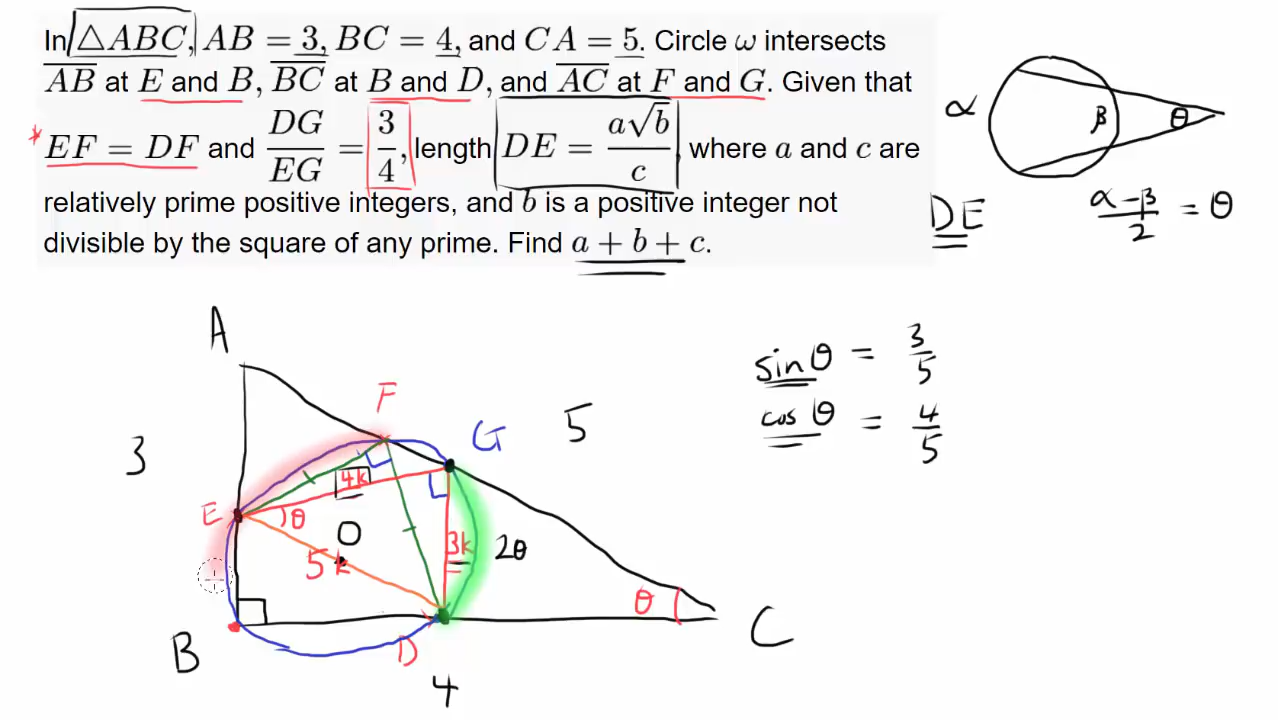 In △ABC, AB = 3, BC = 4, and CA = 5. Circle ω intersects
AB at E and B, BC at B and D, and AC at F and G. Given that
* EF = DF and DG/EG = 3/4, length DE = a√b/c, where a and c are
relatively prime positive integers, and b is a positive integer not
divisible by the square of any prime. Find a + b + c.
α β θ
DE
α - β / 2 = θ
sinθ = 3/5
cosθ = 4/5
A
F
G
5
3
4k
E
θ
O
5k
3k
2θ
θ
B
D
C
4